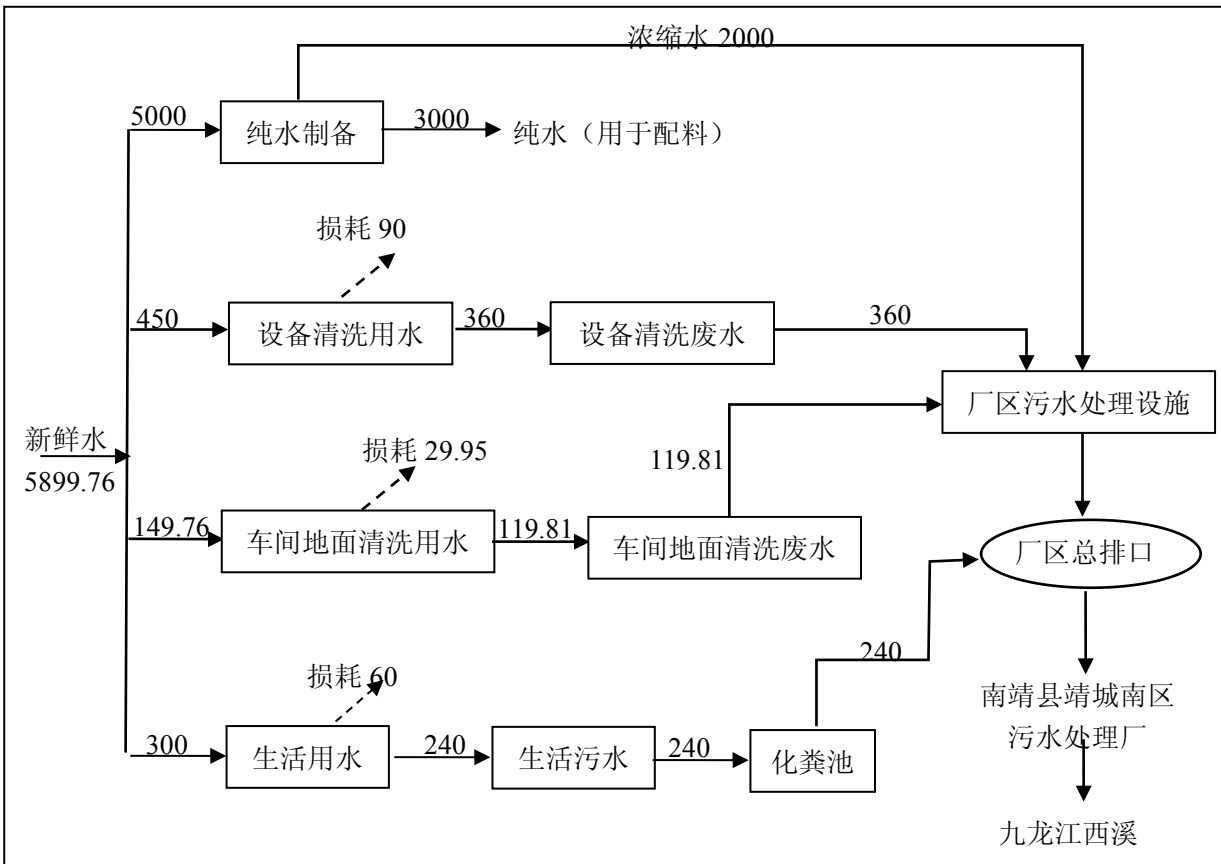 浓缩水 2000
5000
纯水制备
3000
纯水（用于配料）
损耗 90
450
设备清洗用水
360
设备清洗废水
360
厂区污水处理设施
新鲜水
5899.76
损耗 29.95
119.81
149.76
车间地面清洗用水
119.81
车间地面清洗废水
厂区总排口
损耗 60
240
南靖县靖城南区
污水处理厂
300
生活用水
240
生活污水
240
化粪池
九龙江西溪